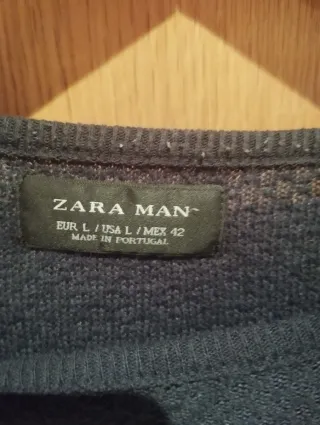 ZARA MAN
EUR L / USA L / MEX 42
MADE IN PORTUGAL